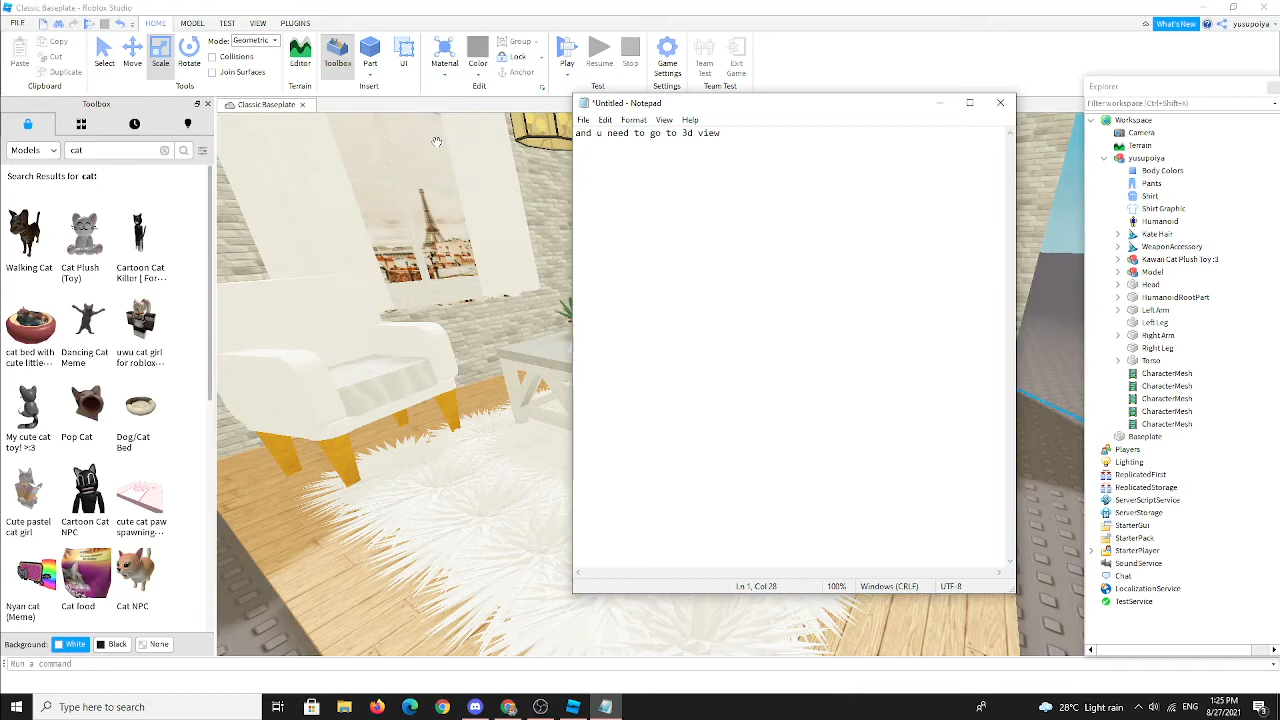 Classic Baseplate - Roblox Studio
FILE
HOME
MODEL
TEST
VIEW
PLUGINS
What's New
yusupoiya
Paste
Copy
Cut
Duplicate
Clipboard
Select
Move
Scale
Rotate
Mode: Geometric
Collisions
Join Surfaces
Tools
Editor
Terrain
Toolbox
Part
UI
Insert
Material
Color
Group
Lock
Anchor
Edit
Play
Resume
Stop
Test
Game
Settings
Team
Test
Exit
Game
Team Test
Toolbox
Classic Baseplate
Models
cat
Search Results for cat:
Walking Cat
Cat Plush
(Toy)
Cartoon Cat
Killer [ For-
cat bed with
cute little-
Dancing Cat
Meme
uwu cat girl
for roblox-
My cute cat
toy! >:3
Pop Cat
Dog/Cat
Bed
Cute pastel
cat girl
Cartoon Cat
NPC
cute cat paw
spawning-
Nyan cat
(Meme)
Cat food
Cat NPC
Background:
White
Black
None
*Untitled - Notepad
File Edit Format View Help
and u need to go to 3d view
Ln 1, Col 28
100%
Windows (CRLF)
UTF-8
Explorer
Filter workspace (Ctrl+Shift+X)
Workspace
Camera
Terrain
yusupoiya
Body Colors
Pants
Shirt
Shirt Graphic
Humanoid
Kate Hair
WeaponAccessory
Kawaii Cat Plush Toy :3
Model
Head
HumanoidRootPart
Left Arm
Left Leg
Right Arm
Right Leg
Torso
CharacterMesh
CharacterMesh
CharacterMesh
CharacterMesh
CharacterMesh
Baseplate
Players
Lighting
ReplicatedFirst
ReplicatedStorage
ServerScriptService
ServerStorage
StarterGui
StarterPack
StarterPlayer
SoundService
Chat
LocalizationService
TestService
Run a command
Type here to search
28°C Light rain
1:25 PM
8/27/2021
ENG